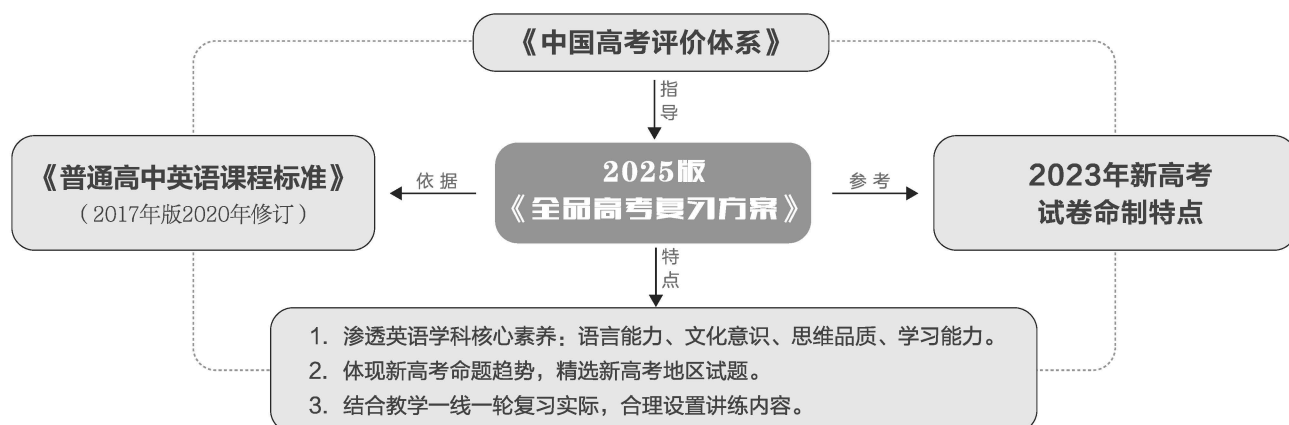 《中国高考评价体系》
指导
《普通高中英语课程标准》
（2017年版2020年修订）
依据
2025版
《全品高考复习方案》
参考
2023年新高考
试卷命制特点
特点
1. 渗透英语学科核心素养：语言能力、文化意识、思维品质、学习能力。
2. 体现新高考命题趋势，精选新高考地区试题。
3. 结合教学一线一轮复习实际，合理设置讲练内容。